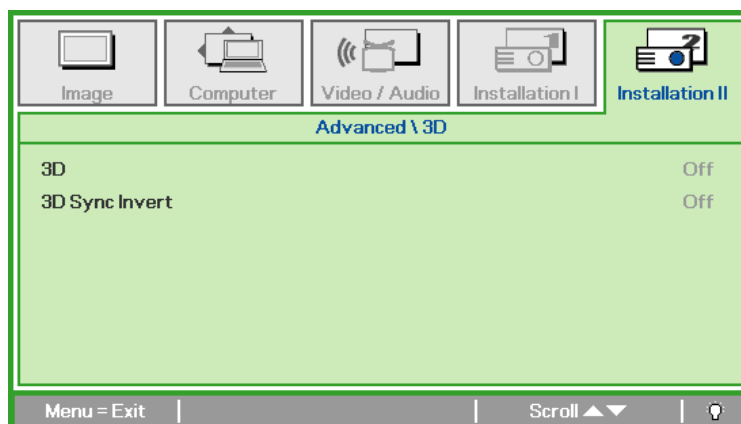 Image
Computer
Video / Audio
Installation I
Installation II
Advanced \ 3D
3D Off
3D Sync Invert Off
Menu = Exit
Scroll ▲▼